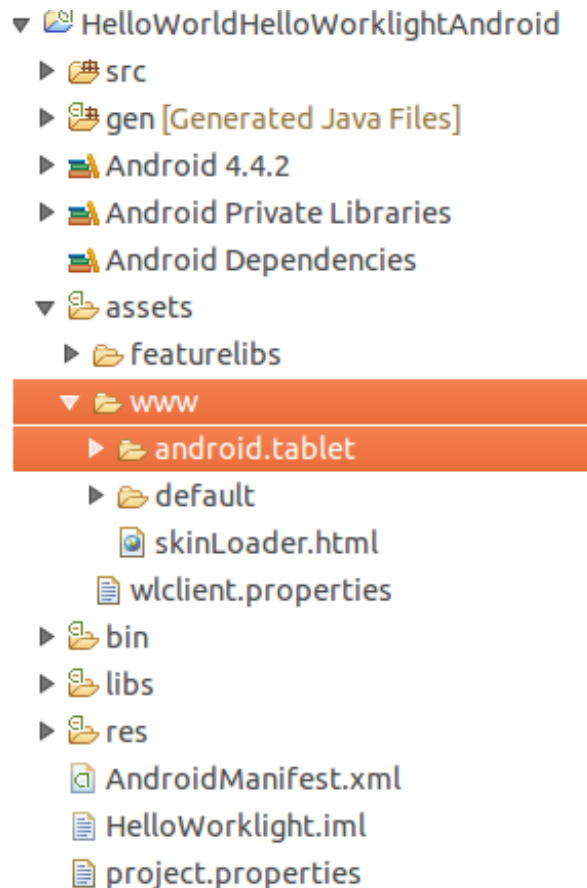 HelloWorldHelloWorklightAndroid
src
gen [Generated Java Files]
Android 4.4.2
Android Private Libraries
Android Dependencies
assets
featurelibs
www
android.tablet
default
skinLoader.html
wlclient.properties
bin
libs
res
AndroidManifest.xml
HelloWorklight.iml
project.properties